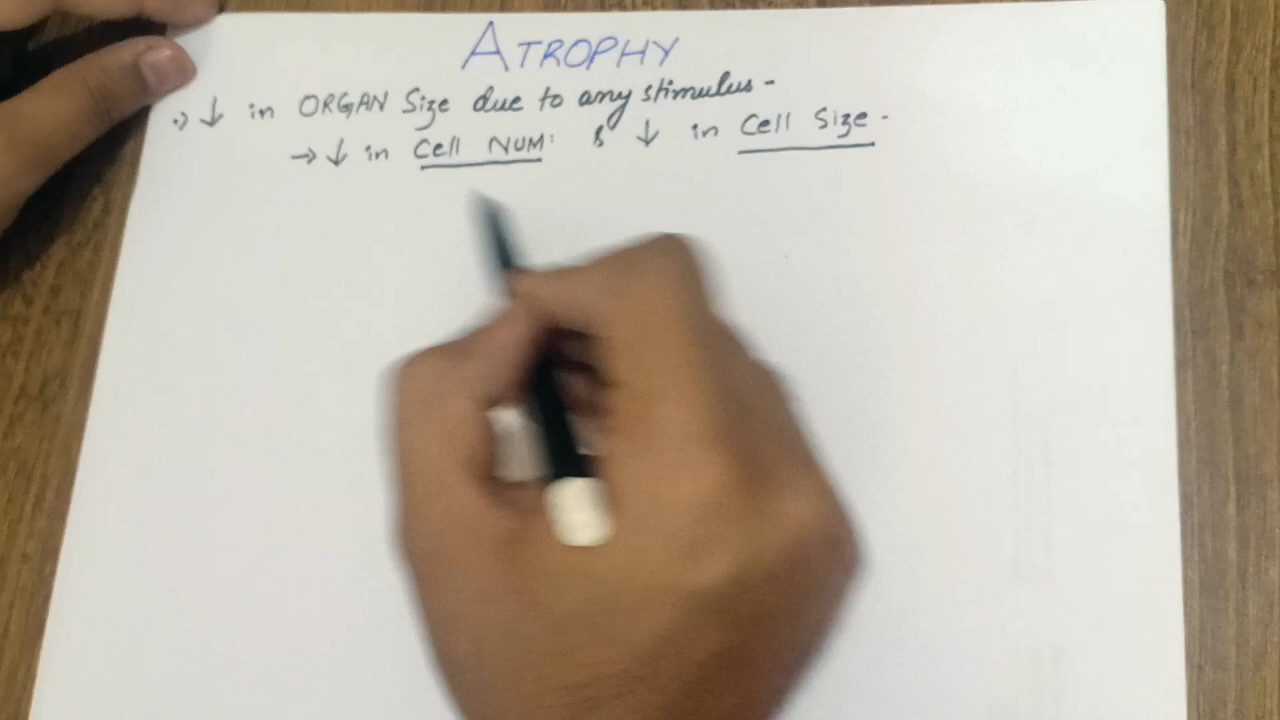 ATROPHY
.) ↓ in ORGAN Size due to any stimulus -
→ ↓ in Cell NUM: & ↓ in Cell Size -